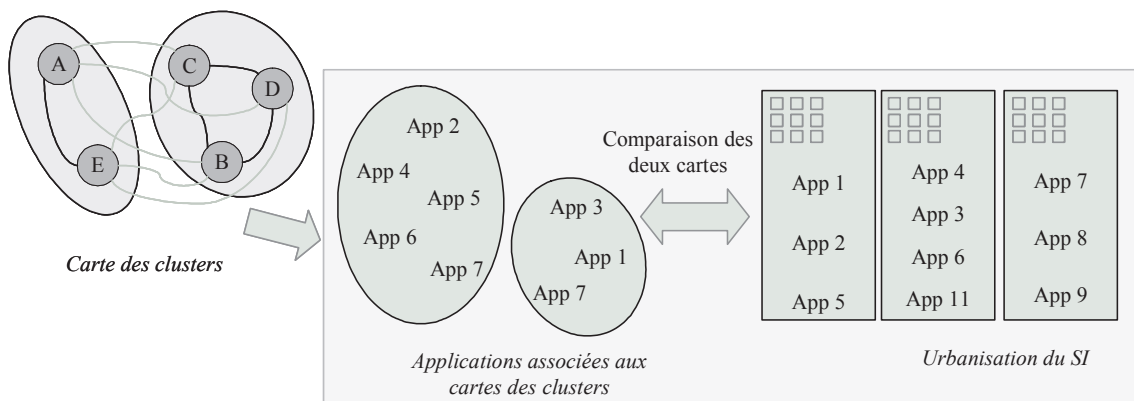 A
C
D
E
B
Carte des clusters
App 2
App 4
App 5
App 6
App 7
App 3
App 1
App 7
Applications associées aux
cartes des clusters
Comparaison des
deux cartes
App 1
App 2
App 5
App 4
App 3
App 6
App 11
App 7
App 8
App 9
Urbanisation du SI